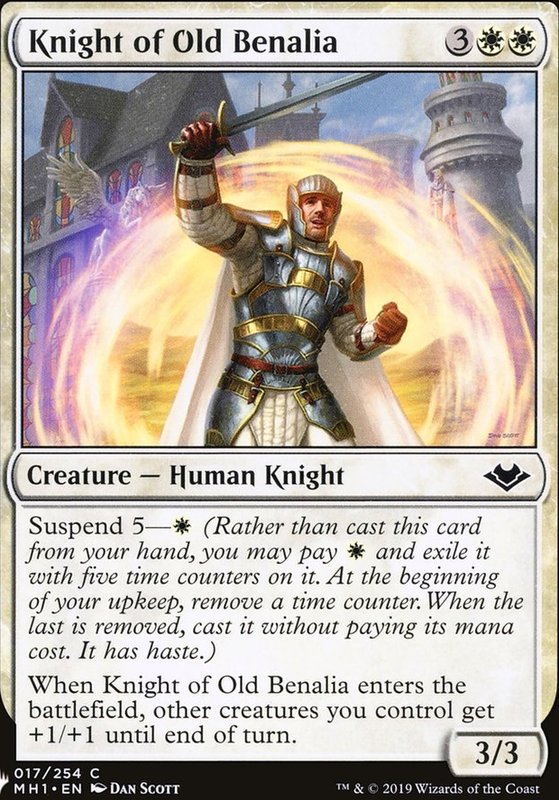 Knight of Old Benalia 3
DAN SCOTT
Creature — Human Knight
Suspend 5— (Rather than cast this card
from your hand, you may pay and exile it
with five time counters on it. At the beginning
of your upkeep, remove a time counter. When the
last is removed, cast it without paying its mana
cost. It has haste.)
When Knight of Old Benalia enters the
battlefield, other creatures you control get
+1/+1 until end of turn.
3/3
017/254 C
MH1 • EN Dan Scott
™ & © 2019 Wizards of the Coast